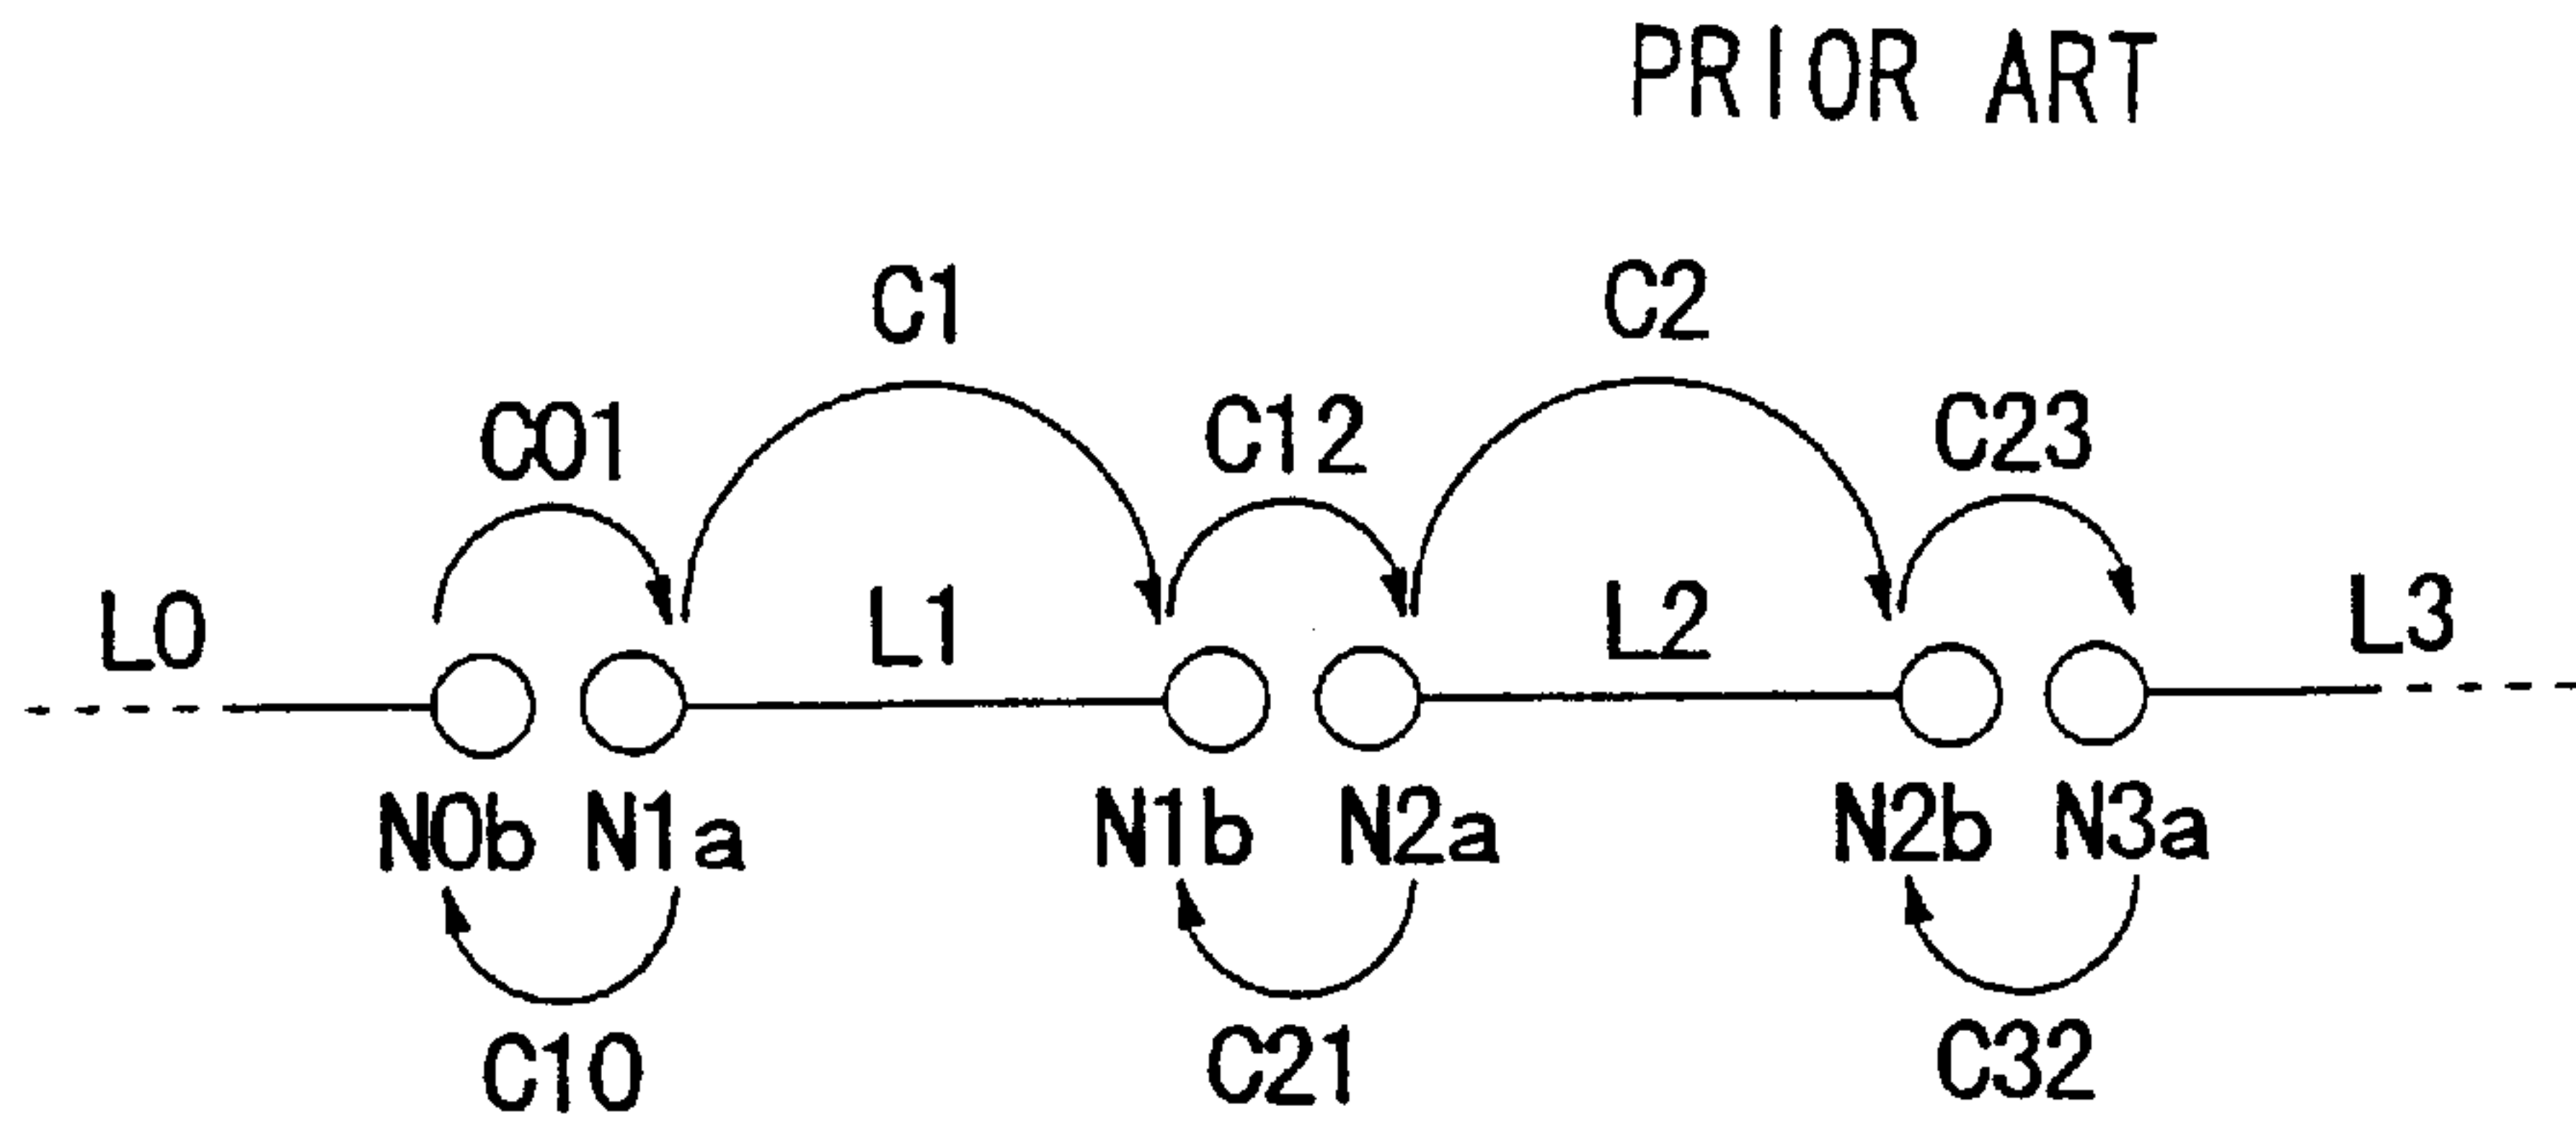 PRIOR ART
C1 C2
C01 C12 C23
L0 L1 L2 L3
N0b N1a N1b N2a N2b N3a
C10 C21 C32